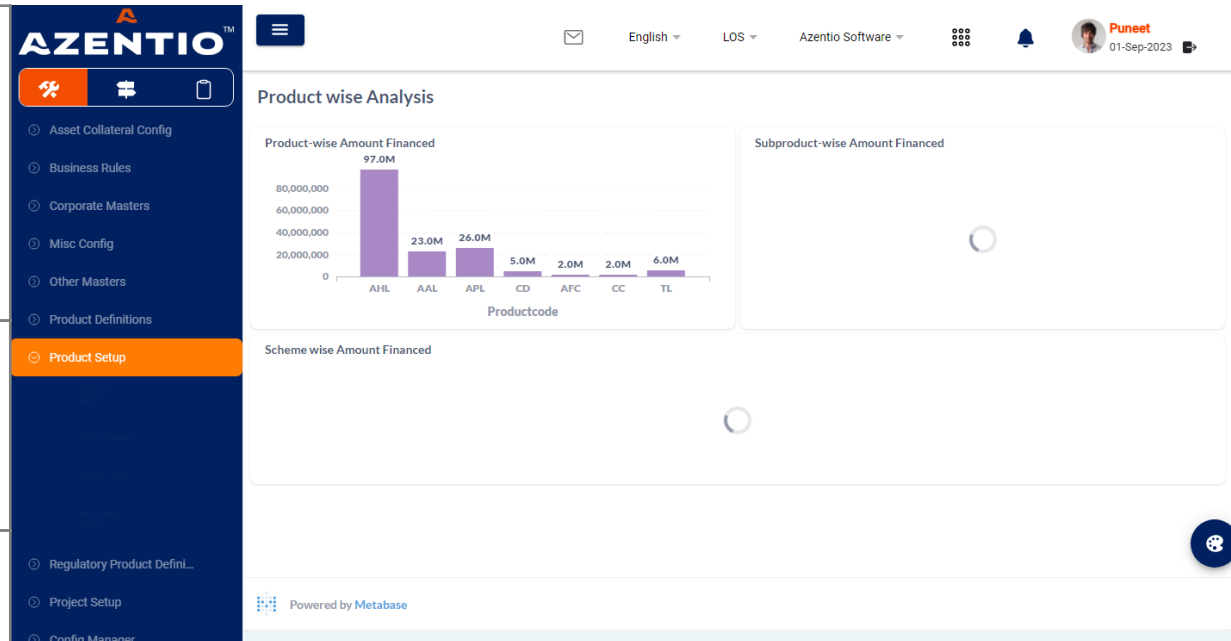 AZENTIO™
English
LOS
Azentio Software
Puneet
01-Sep-2023
Asset Collateral Config
Business Rules
Corporate Masters
Misc Config
Other Masters
Product Definitions
Product Setup
Regulatory Product Defini...
Project Setup
Config Manager
Product wise Analysis
Product-wise Amount Financed
97.0M
80,000,000
60,000,000
40,000,000
20,000,000
0
23.0M
26.0M
5.0M
2.0M
2.0M
6.0M
AHL AAL APL CD AFC CC TL
Productcode
Subproduct-wise Amount Financed
Scheme wise Amount Financed
Powered by Metabase